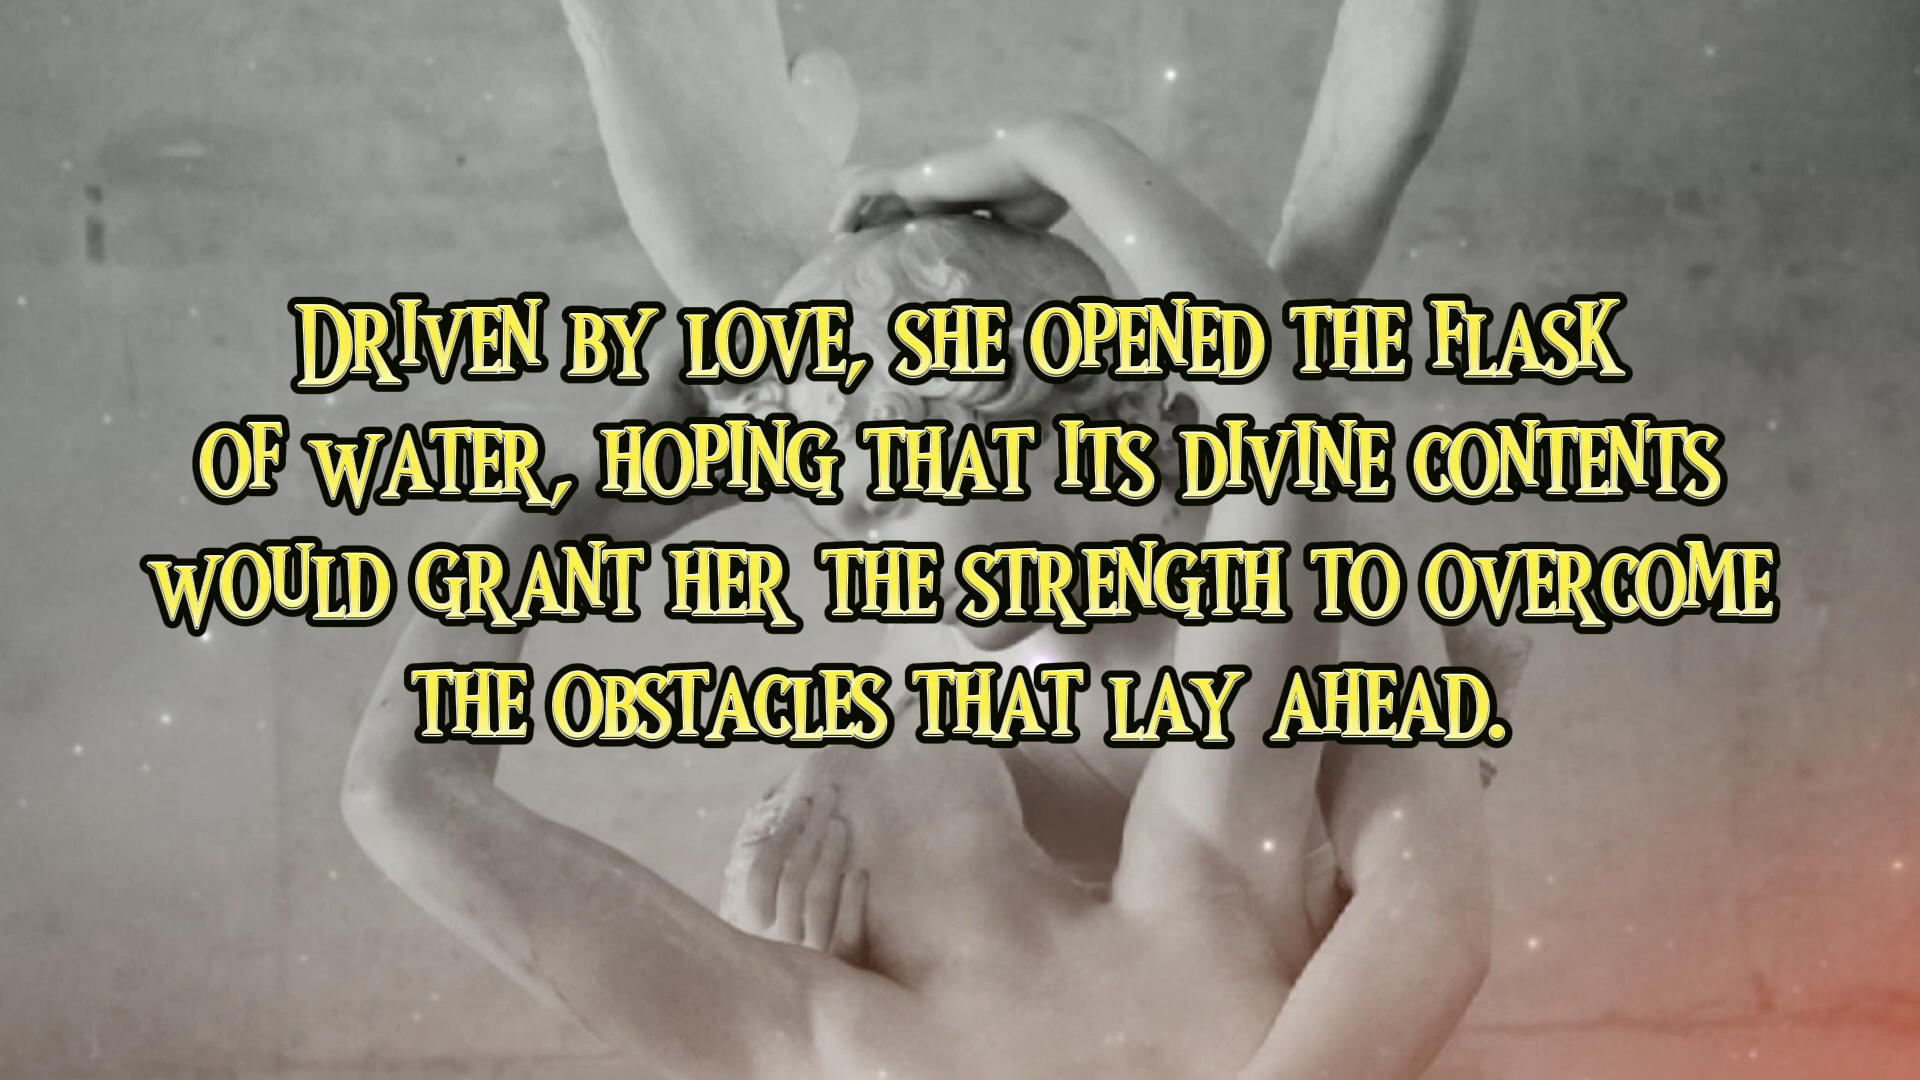 Driven by love, she opened the flask
of water, hoping that its divine contents
would grant her the strength to overcome
the obstacles that lay ahead.